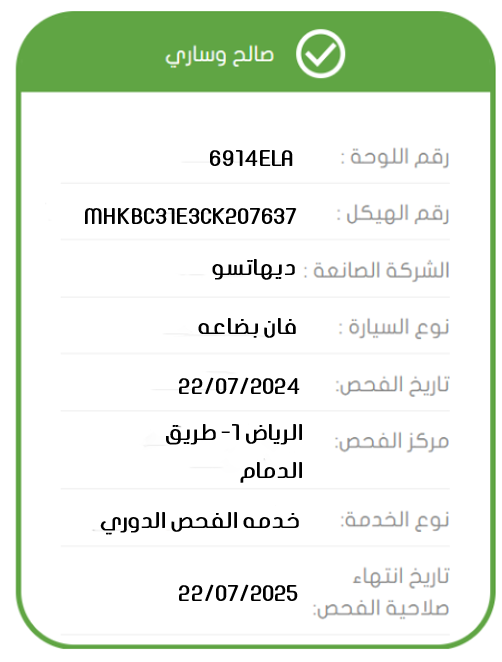 صالح وساري
رقم اللوحة : 6914ELA
رقم الهيكل : MHKBC31E3CK207637
الشركة الصانعة : ديهاتسو
نوع السيارة : فان بضاعه
تاريخ الفحص: 22/07/2024
مركز الفحص: الرياض 1- طريق
الدمام
نوع الخدمة: خدمه الفحص الدوري
تاريخ انتهاء
صلاحية الفحص: 22/07/2025